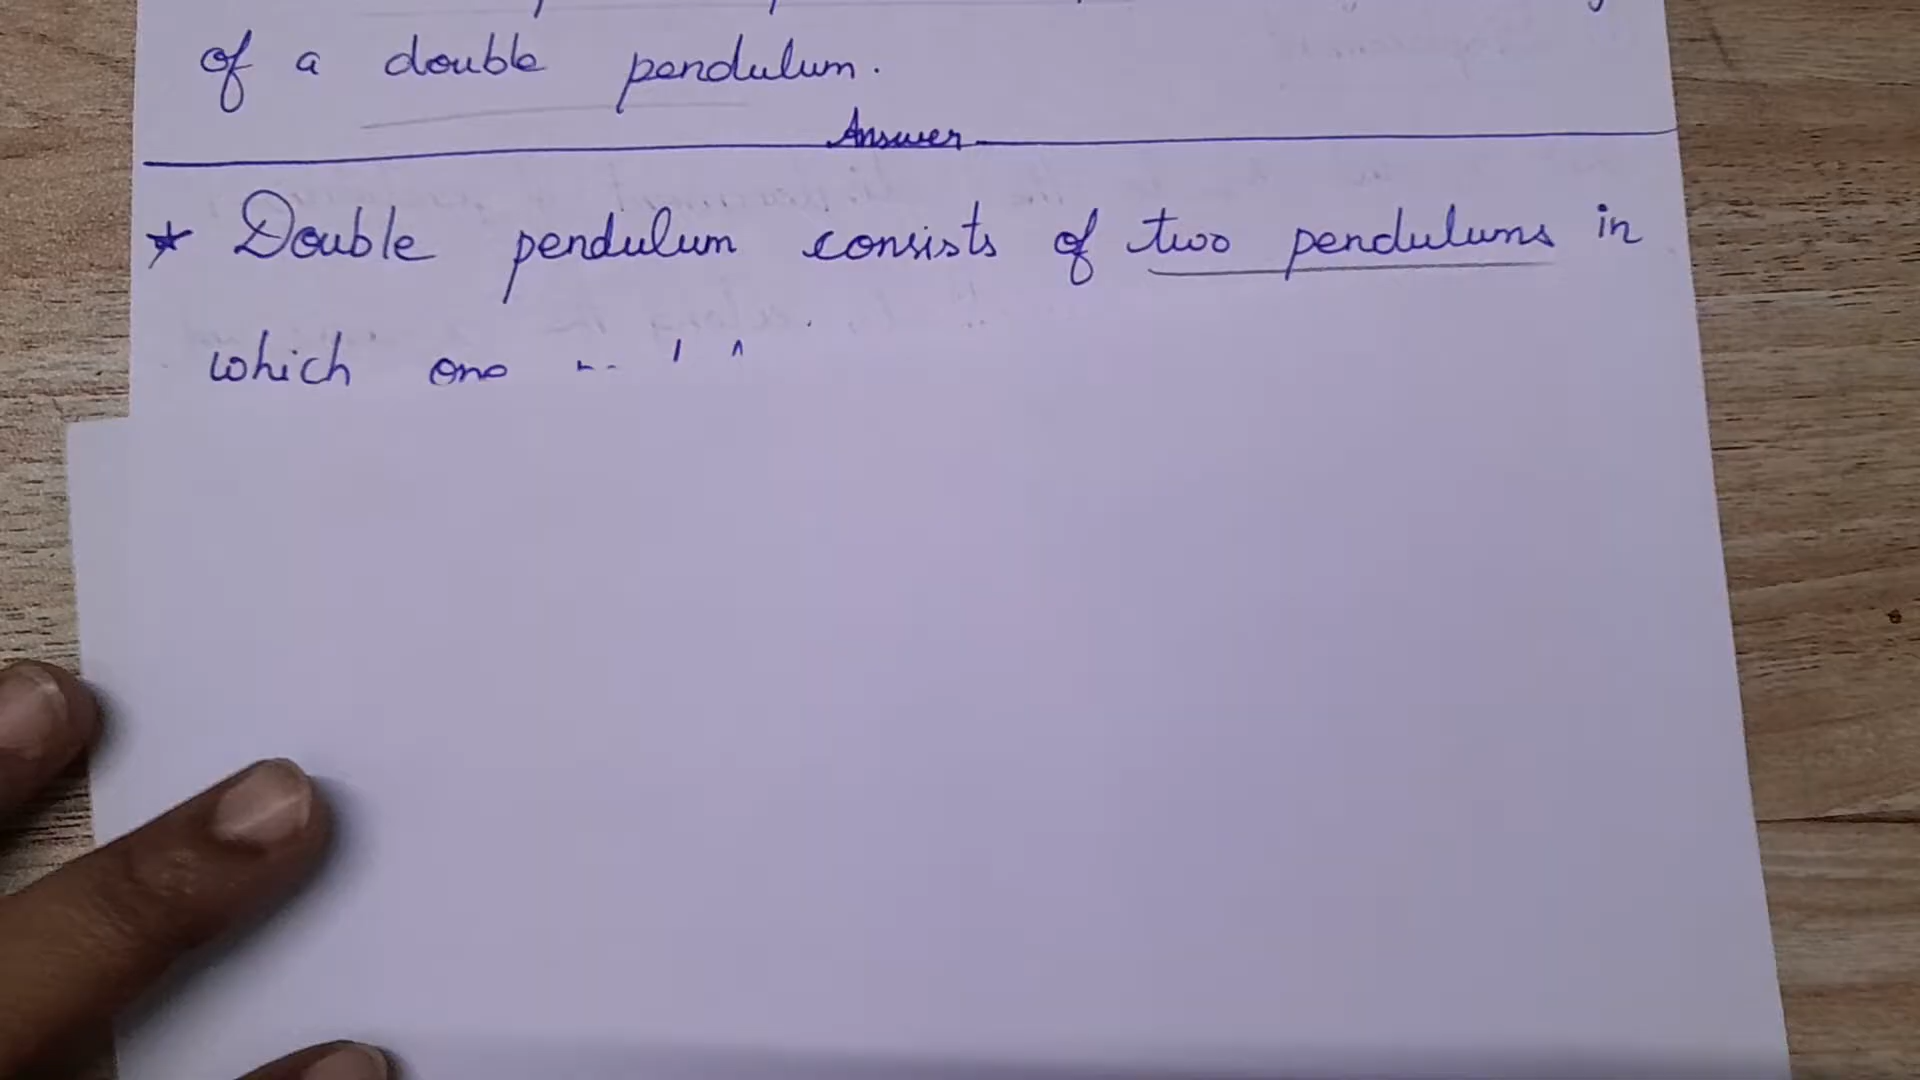 of a double pendulum.
Answer
* Double pendulum consists of two pendulums in
which one